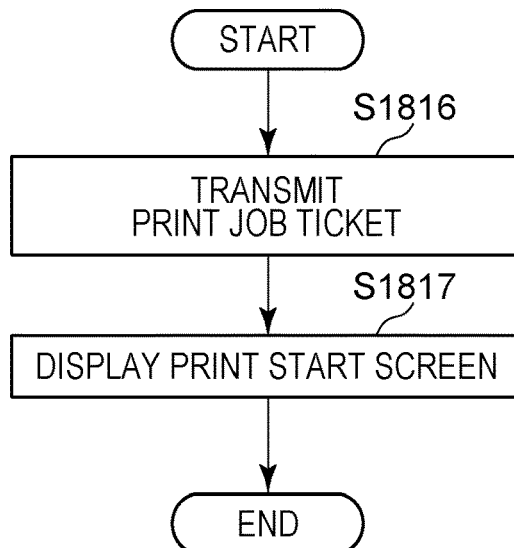 START
S1816
TRANSMIT
PRINT JOB TICKET
S1817
DISPLAY PRINT START SCREEN
END